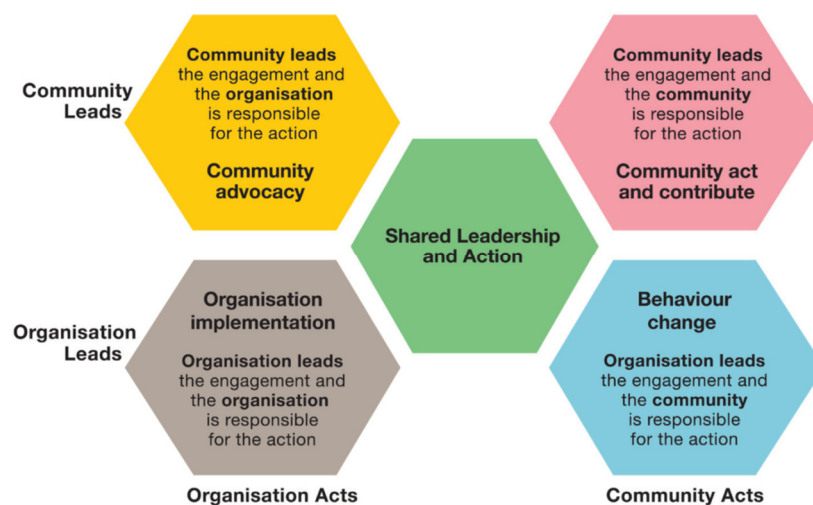 Community
Leads
Community leads
the engagement and
the organisation
is responsible
for the action
Community
advocacy
Community leads
the engagement and
the community
is responsible
for the action
Community act
and contribute
Shared Leadership
and Action
Organisation
Leads
Organisation
implementation
Organisation leads
the engagement and
the organisation
is responsible
for the action
Behaviour
change
Organisation leads
the engagement and
the community
is responsible
for the action
Organisation Acts
Community Acts